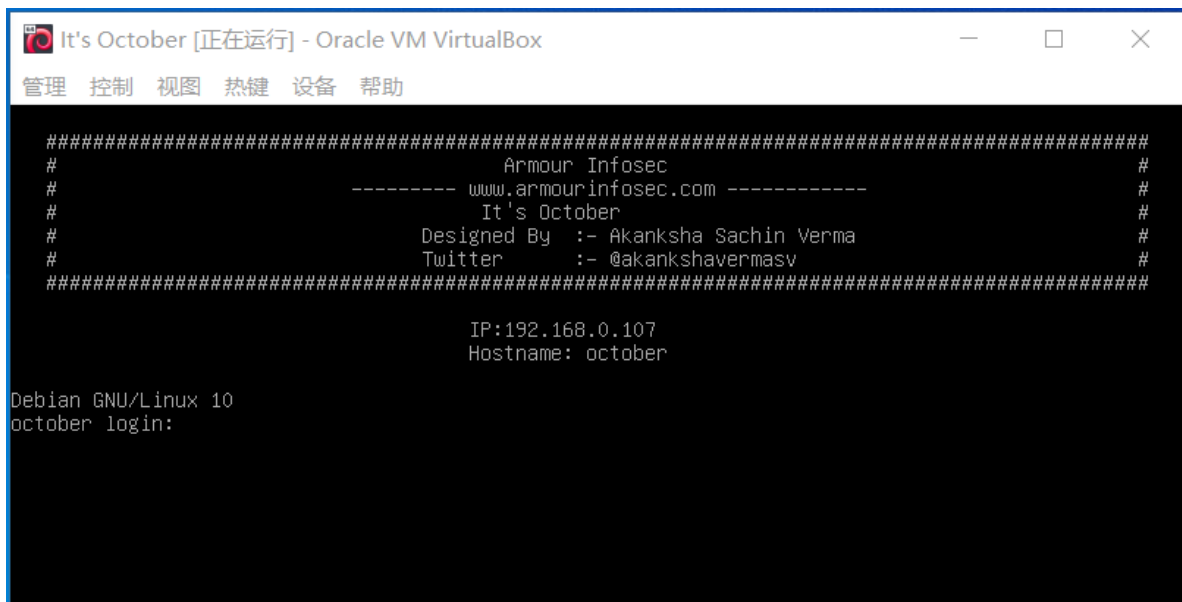 It's October [正在运行] - Oracle VM VirtualBox
管理 控制 视图 热键 设备 帮助
###############################################################################################
# Armour Infosec #
# --------- www.armourinfosec.com ------------ #
# It's October #
# Designed By :- Akanksha Sachin Verma #
# Twitter :- @akankshavermasv #
###############################################################################################
IP:192.168.0.107
Hostname: october
Debian GNU/Linux 10
october login: